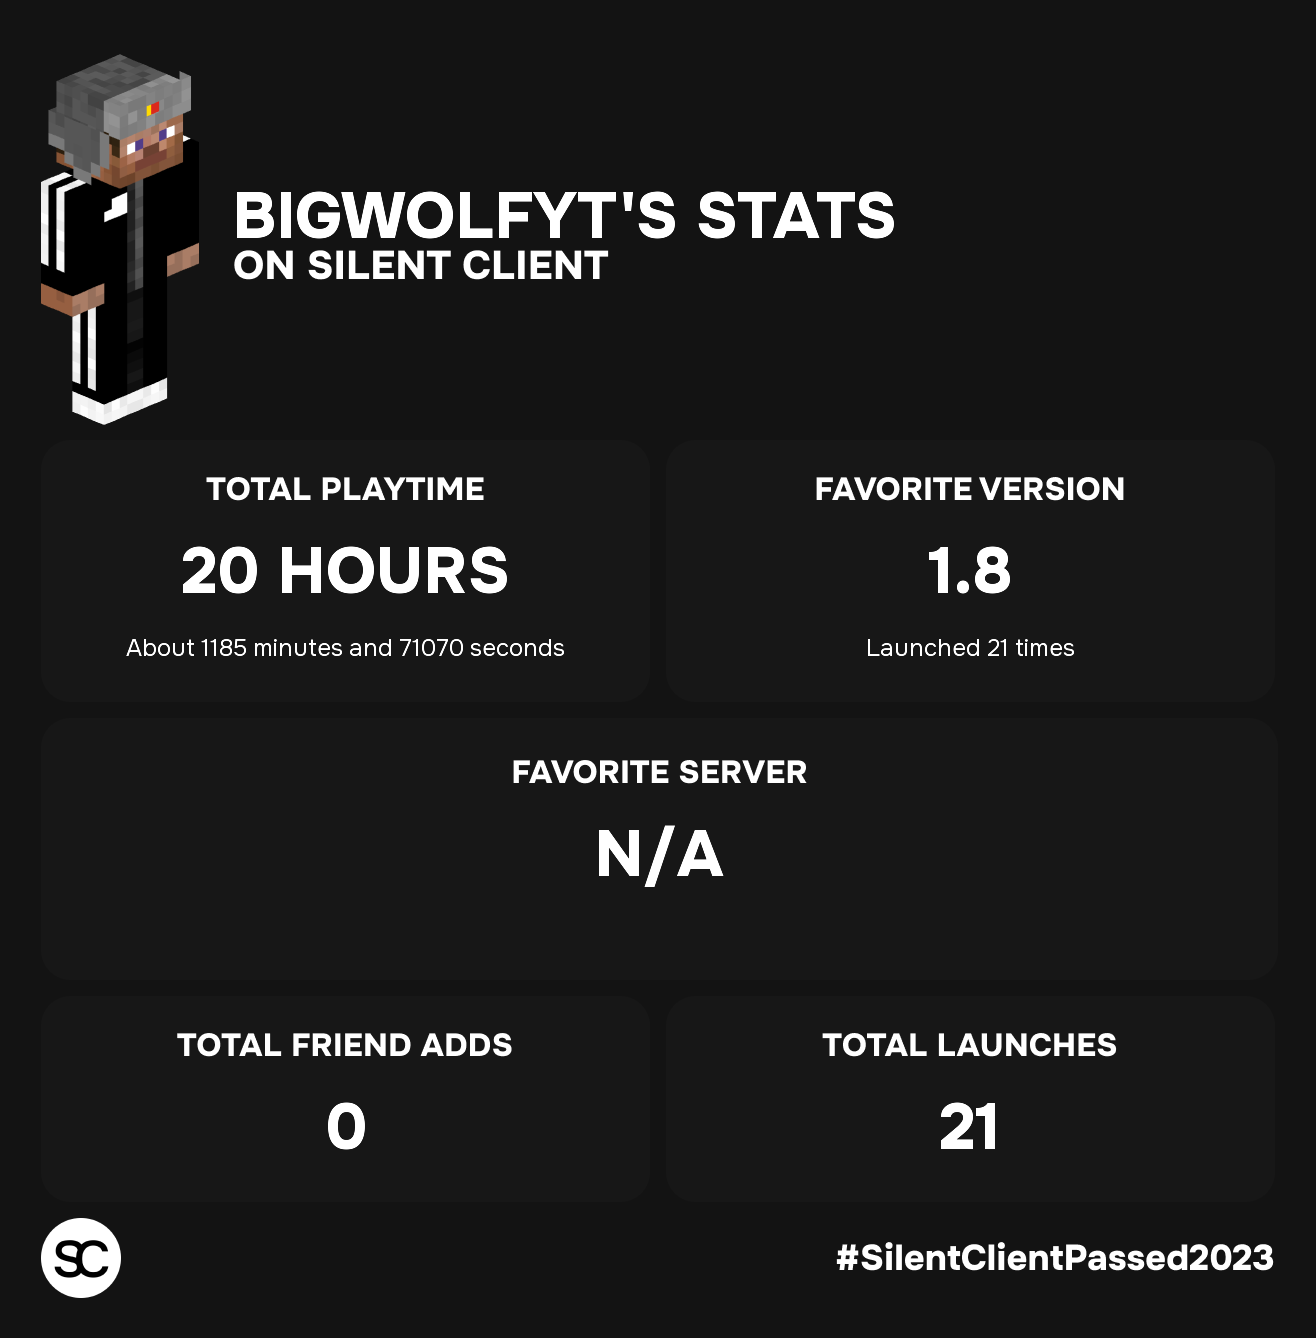 BIGWOLFYT'S STATS
ON SILENT CLIENT
TOTAL PLAYTIME
20 HOURS
About 1185 minutes and 71070 seconds
FAVORITE VERSION
1.8
Launched 21 times
FAVORITE SERVER
N/A
TOTAL FRIEND ADDS
0
TOTAL LAUNCHES
21
SC
#SilentClientPassed2023